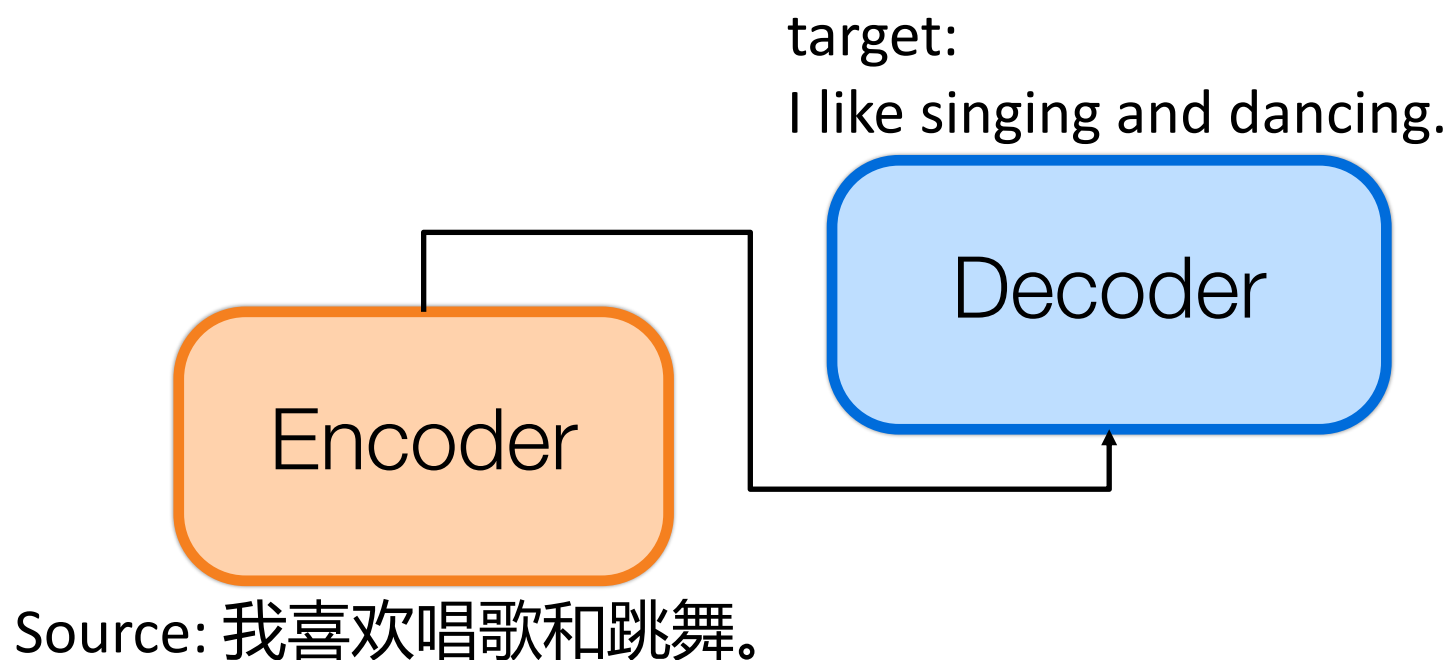 target:
I like singing and dancing.
Decoder
Encoder
Source: 我喜欢唱歌和跳舞。